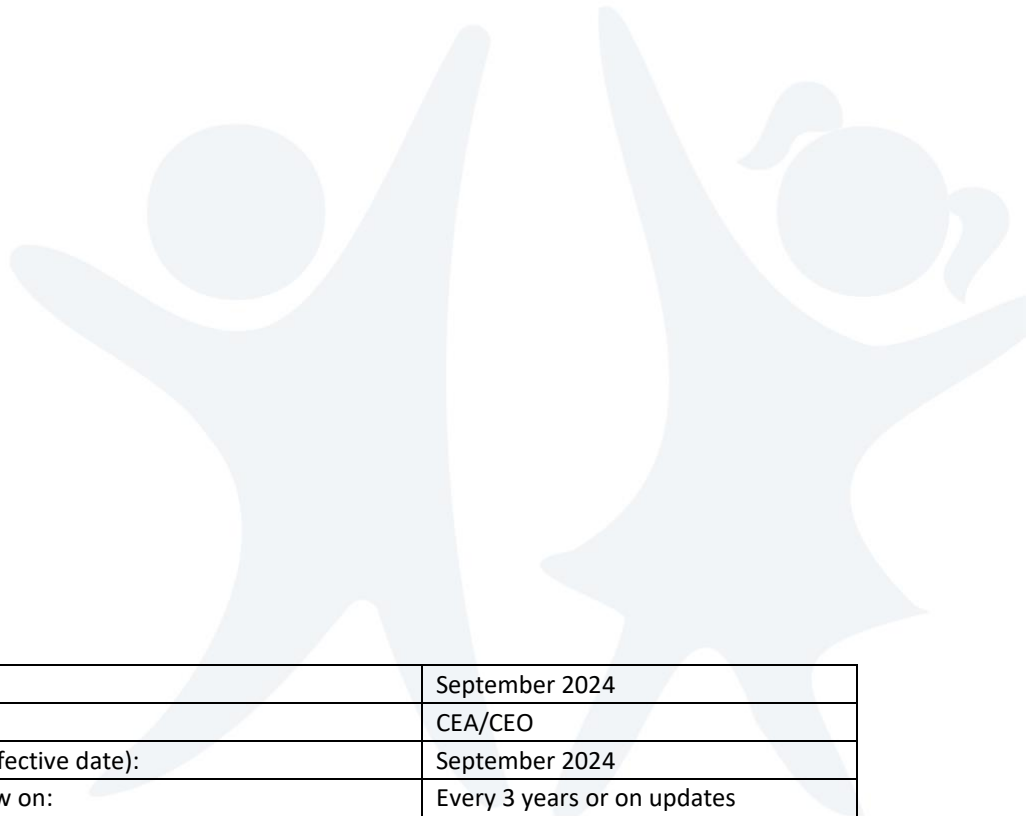 September 2024
CEA/CEO
fective date): September 2024
w on: Every 3 years or on updates